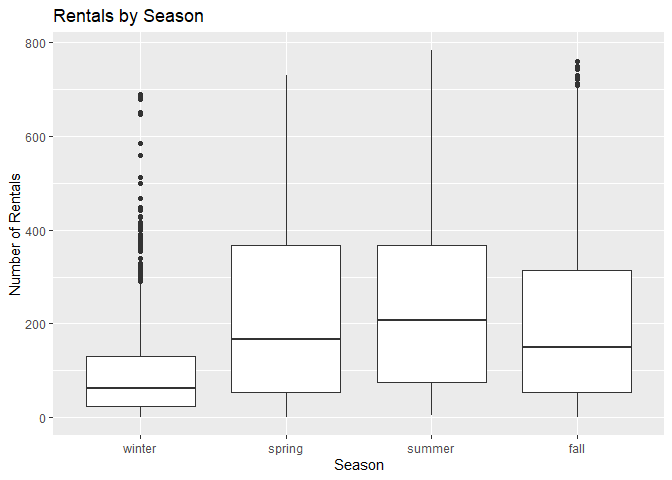 Rentals by Season
800
600
400
200
0
Number of Rentals
winter spring summer fall
Season